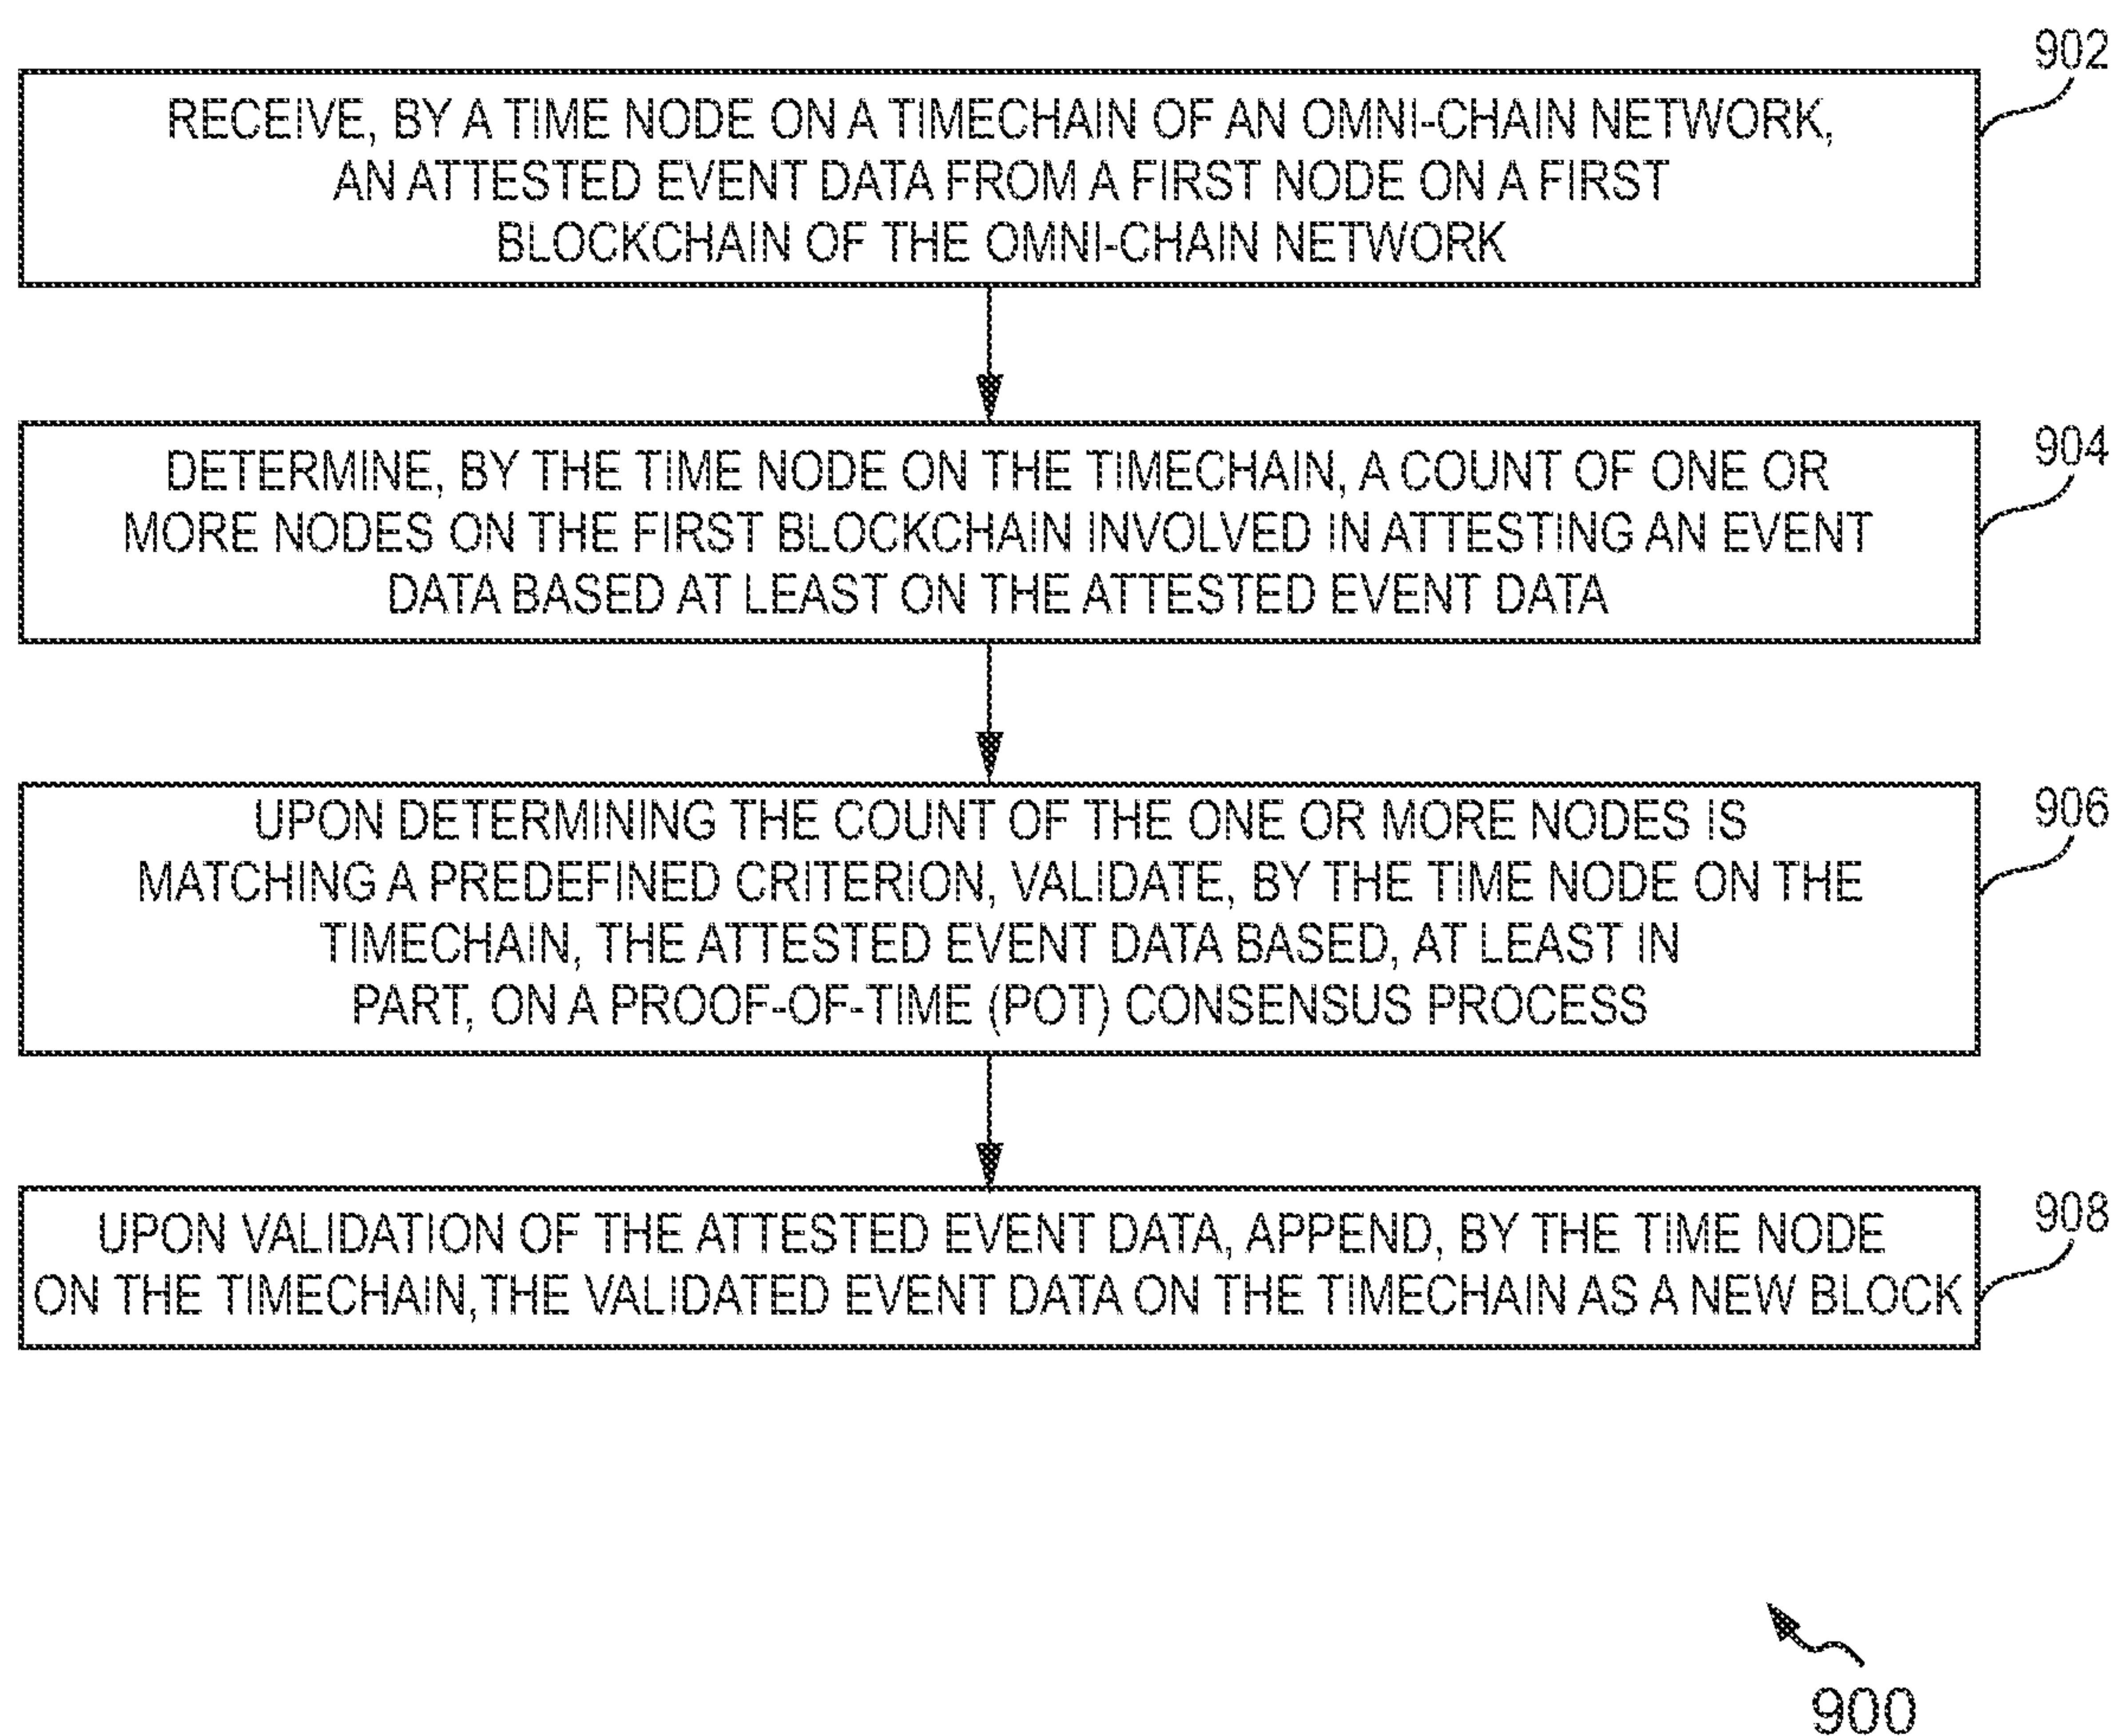 902
RECEIVE, BY A TIME NODE ON A TIMECHAIN OF AN OMNI-CHAIN NETWORK,
AN ATTESTED EVENT DATA FROM A FIRST NODE ON A FIRST
BLOCKCHAIN OF THE OMNI-CHAIN NETWORK
904
DETERMINE, BY THE TIME NODE ON THE TIMECHAIN, A COUNT OF ONE OR
MORE NODES ON THE FIRST BLOCKCHAIN INVOLVED IN ATTESTING AN EVENT
DATA BASED AT LEAST ON THE ATTESTED EVENT DATA
906
UPON DETERMINING THE COUNT OF THE ONE OR MORE NODES IS
MATCHING A PREDEFINED CRITERION, VALIDATE, BY THE TIME NODE ON THE
TIMECHAIN, THE ATTESTED EVENT DATA BASED, AT LEAST IN
PART, ON A PROOF-OF-TIME (POT) CONSENSUS PROCESS
908
UPON VALIDATION OF THE ATTESTED EVENT DATA, APPEND, BY THE TIME NODE
ON THE TIMECHAIN, THE VALIDATED EVENT DATA ON THE TIMECHAIN AS A NEW BLOCK
900